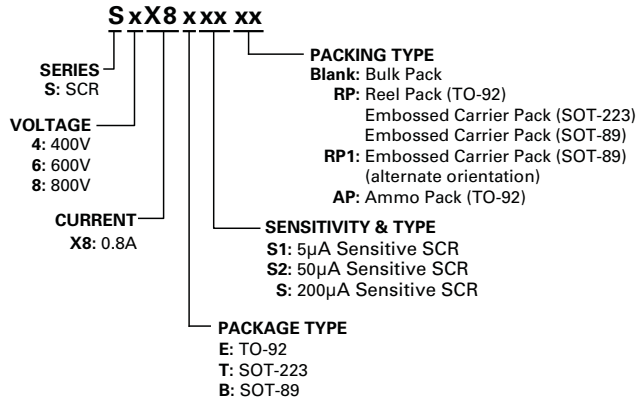 S x X8 x xx xx
PACKING TYPE
Blank: Bulk Pack
RP: Reel Pack (TO-92)
Embossed Carrier Pack (SOT-223)
Embossed Carrier Pack (SOT-89)
RP1: Embossed Carrier Pack (SOT-89)
(alternate orientation)
AP: Ammo Pack (TO-92)
SERIES
S: SCR
VOLTAGE
4: 400V
6: 600V
8: 800V
CURRENT
X8: 0.8A
SENSITIVITY & TYPE
S1: 5μA Sensitive SCR
S2: 50μA Sensitive SCR
S: 200μA Sensitive SCR
PACKAGE TYPE
E: TO-92
T: SOT-223
B: SOT-89